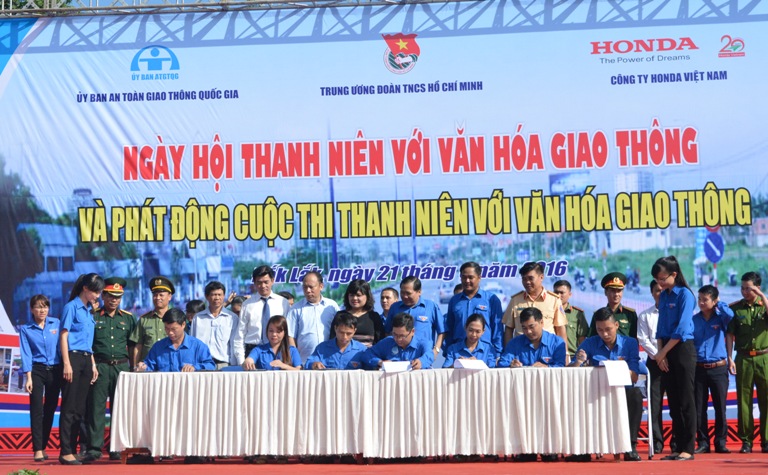 ỦY BAN ATGTQG
ỦY BAN AN TOÀN GIAO THÔNG QUỐC GIA
TRUNG ƯƠNG ĐOÀN TNCS HỒ CHÍ MINH
HONDA
The Power of Dreams
20
CÔNG TY HONDA VIỆT NAM
NGÀY HỘI THANH NIÊN VỚI VĂN HÓA GIAO THÔNG
VÀ PHÁT ĐỘNG CUỘC THI THANH NIÊN VỚI VĂN HÓA GIAO THÔNG
Lắk, ngày 21 tháng 2016